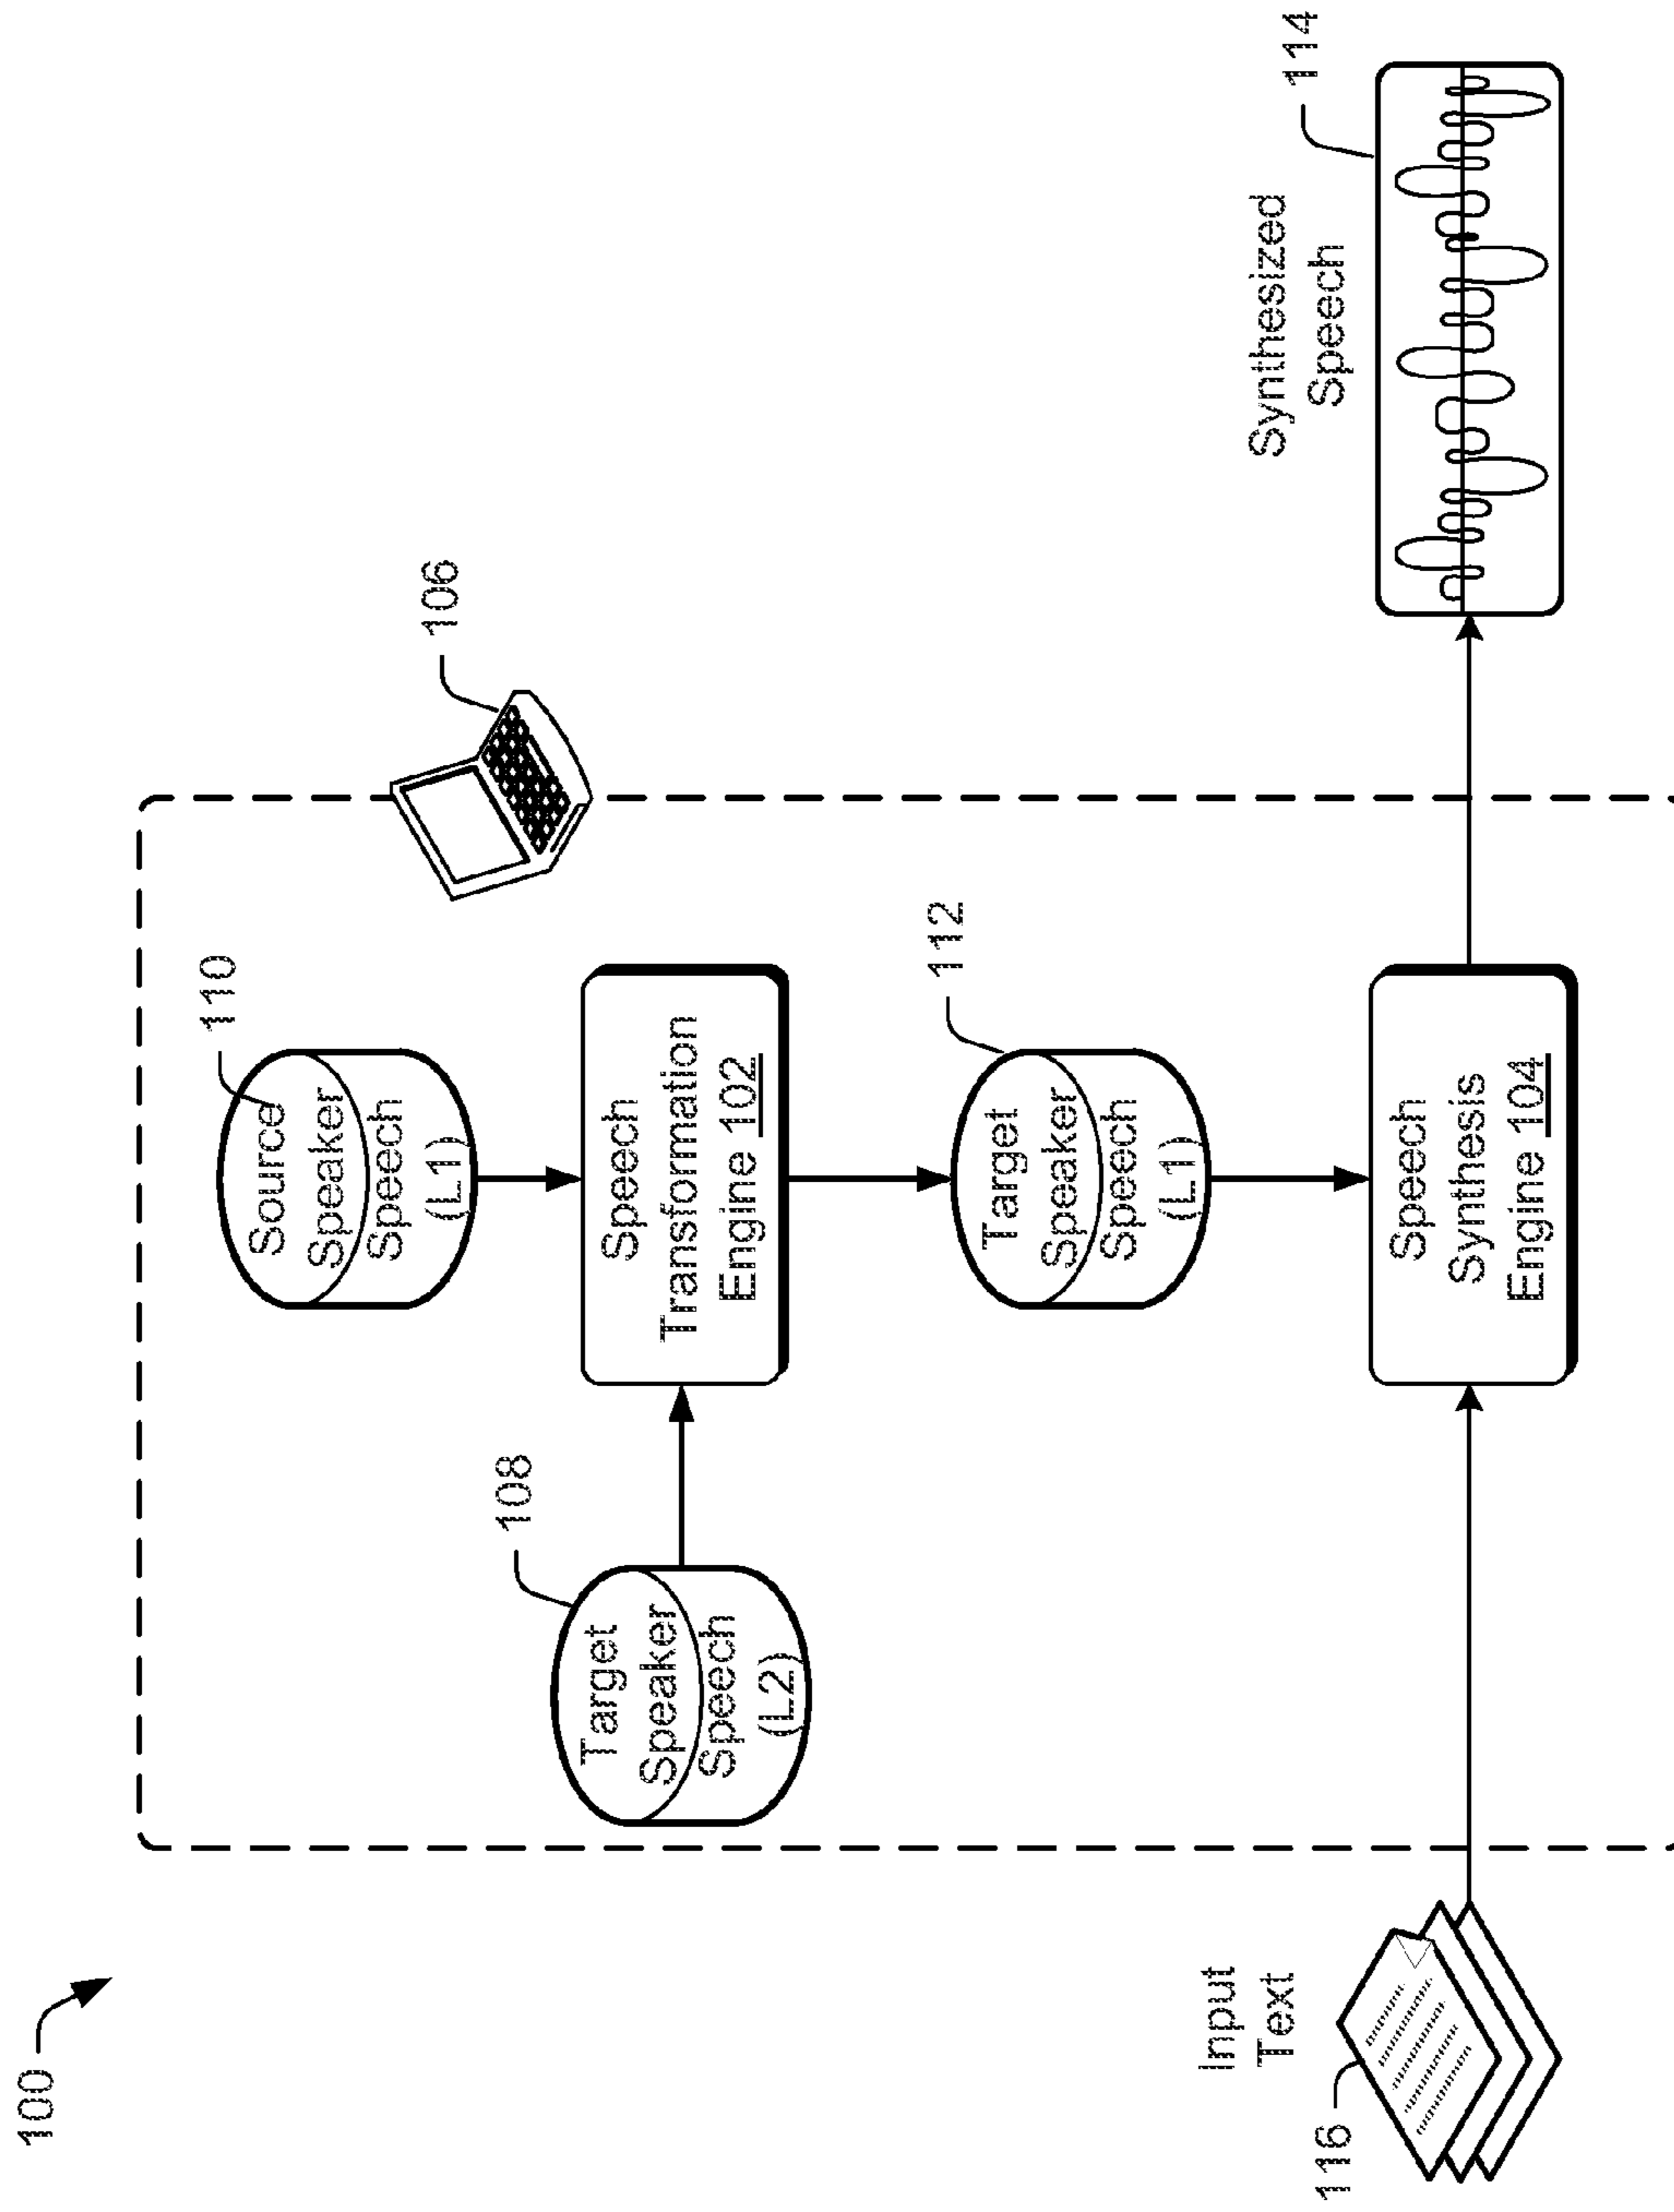 100
110
Source
Speaker
Speech
(L1)
106
108
Target
Speaker
Speech
(L2)
Speech
Transformation
Engine 102
112
Target
Speaker
Speech
(L1)
Input
Text
116
Speech
Synthesis
Engine 104
Synthesized
Speech
114